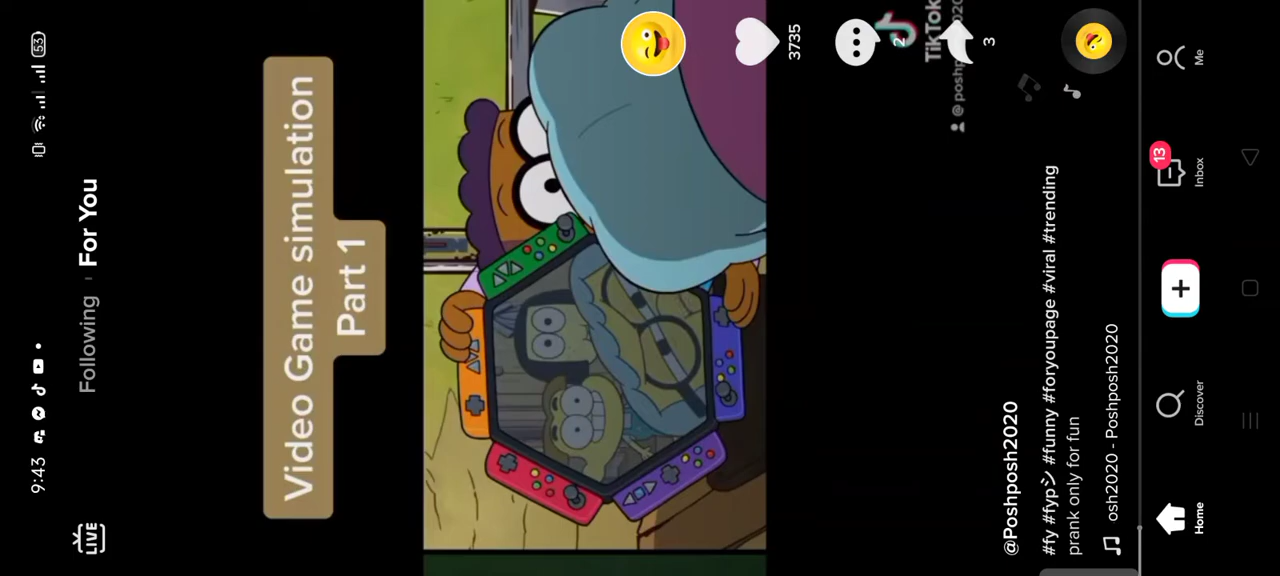 9:43
53
LIVE
Following
For You
Video Game simulation
Part 1
3735
2
3
TikTok
@Poshposh2020
#fy #fypシ #funny #foryoupage #viral #trending
prank only for fun
osh2020 - Poshposh2020
Home
Discover
Inbox
13
Me